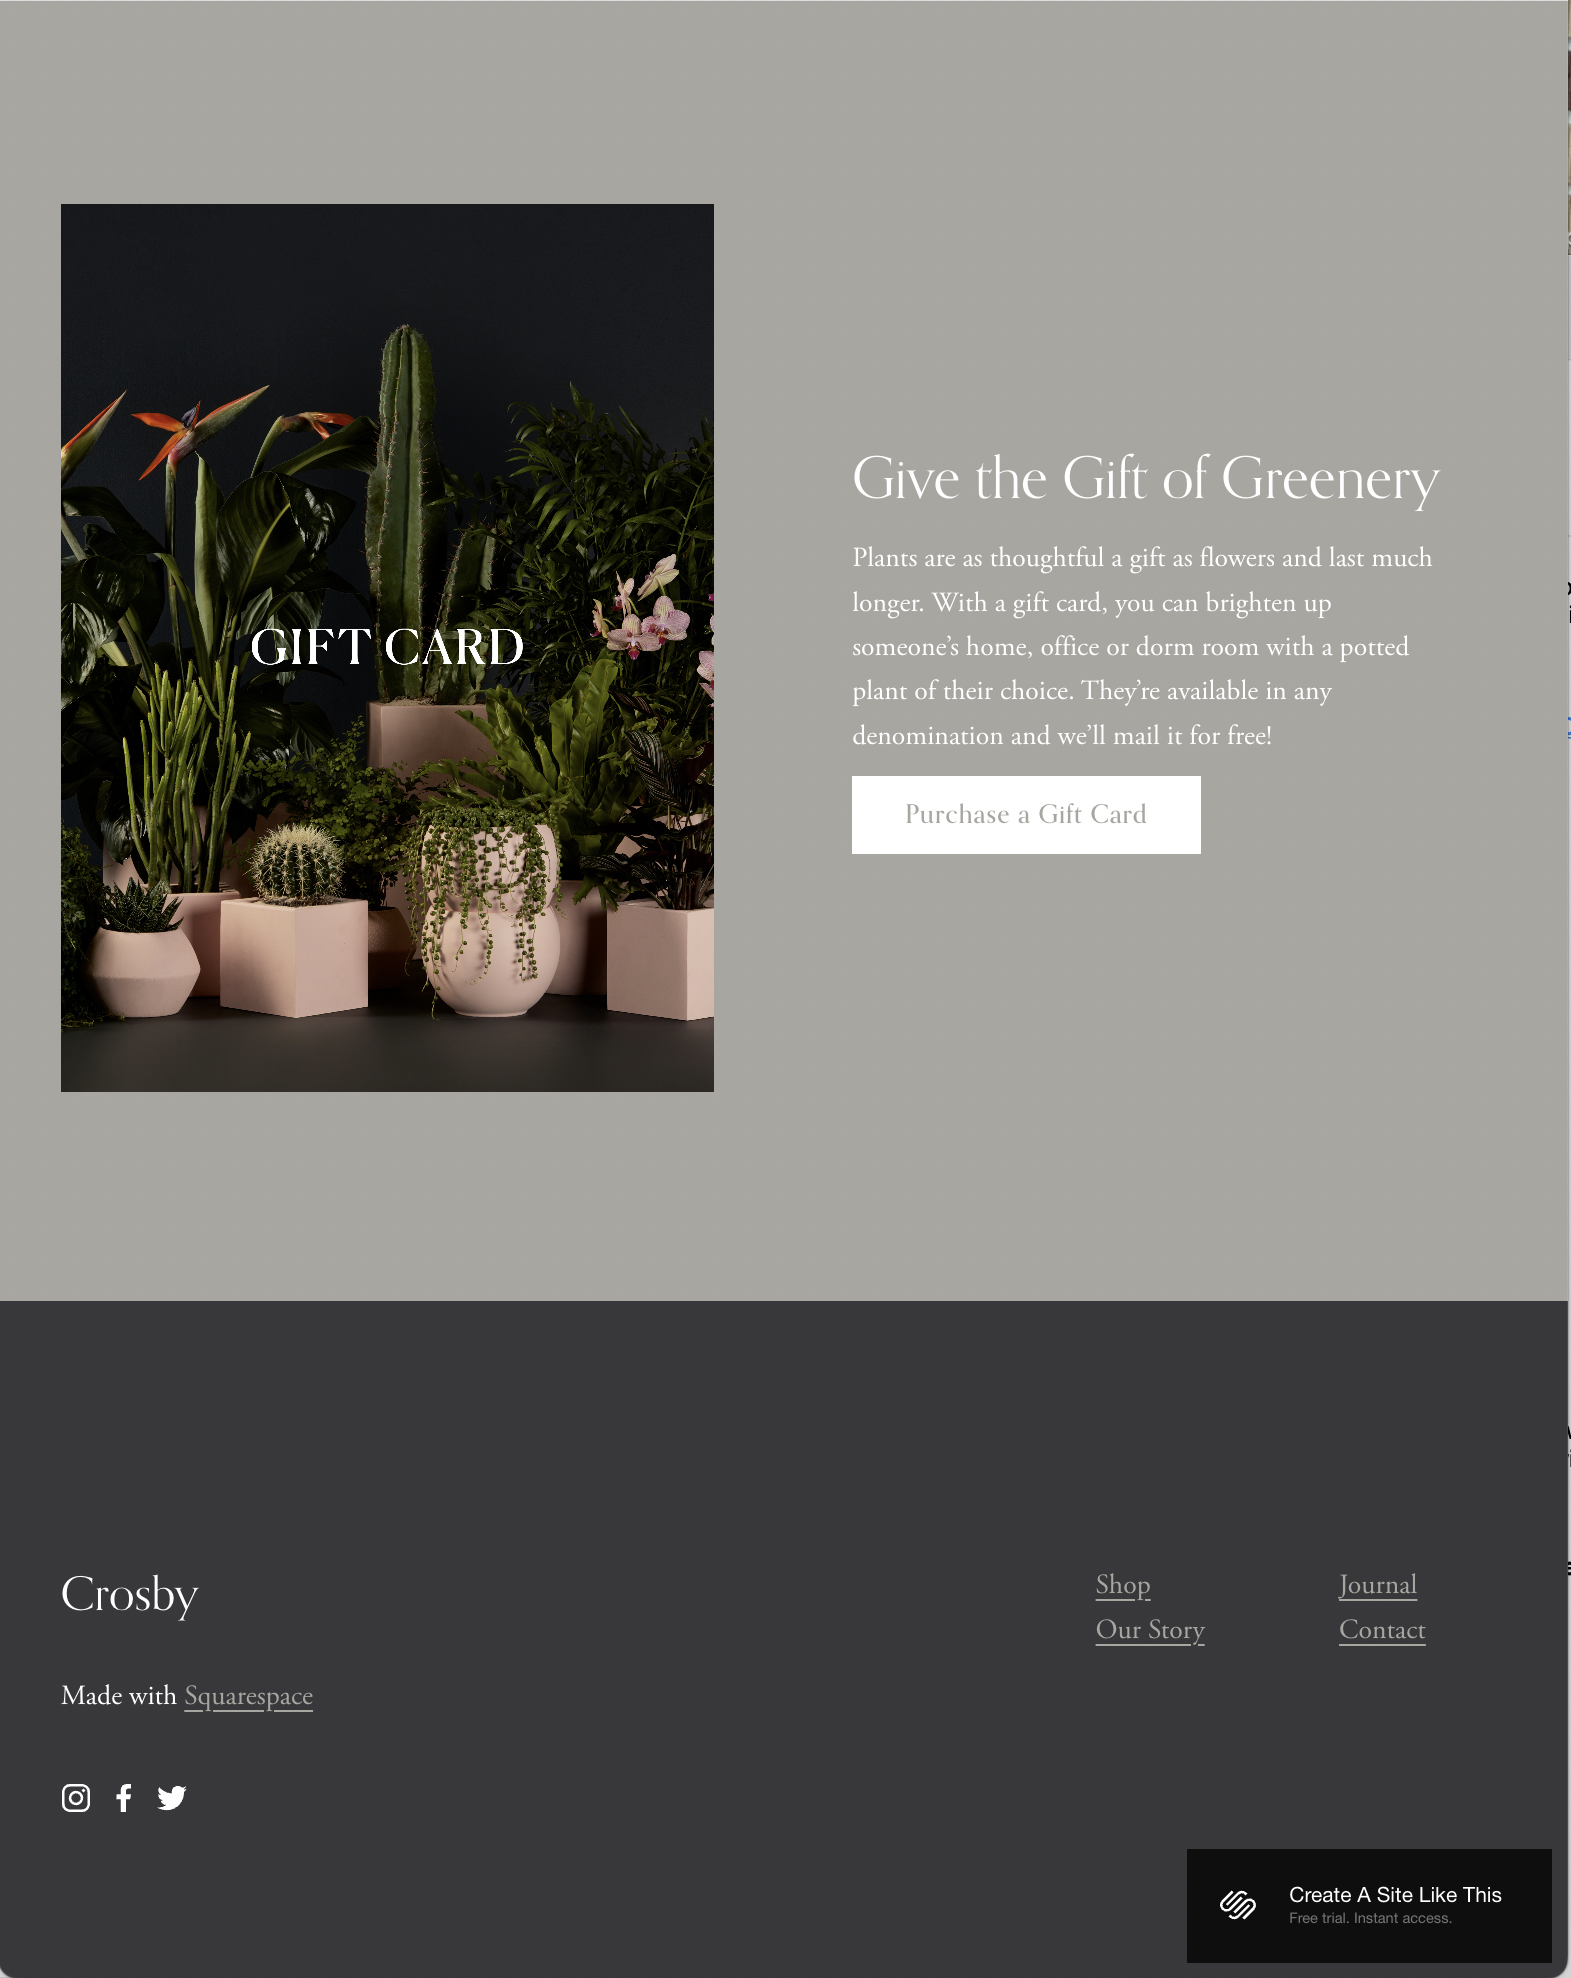 GIFT CARD
Give the Gift of Greenery
Plants are as thoughtful a gift as flowers and last much
longer. With a gift card, you can brighten up
someone’s home, office or dorm room with a potted
plant of their choice. They’re available in any
denomination and we’ll mail it for free!
Purchase a Gift Card
Crosby
Made with Squarespace
Shop
Our Story
Journal
Contact
Create A Site Like This
Free trial. Instant access.